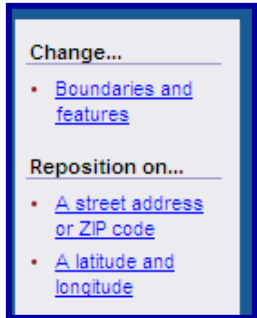 Change...
• Boundaries and
features
Reposition on...
• A street address
or ZIP code
• A latitude and
longitude